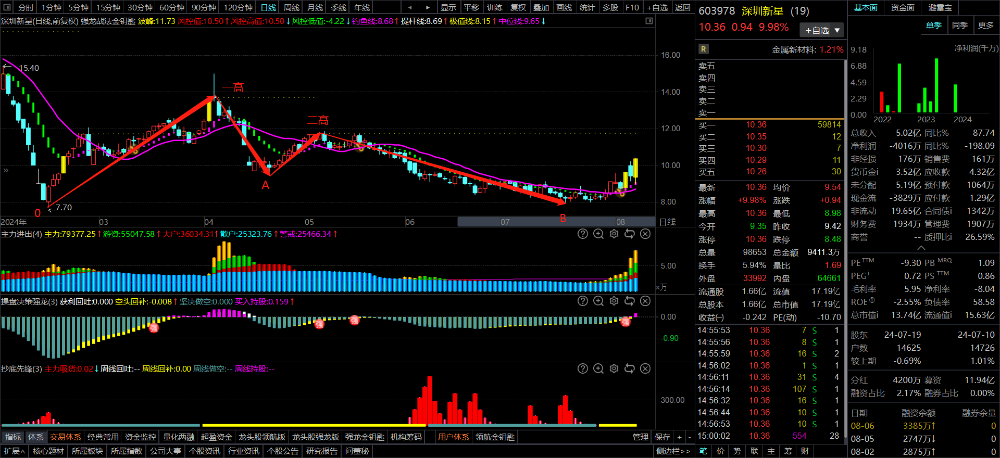 分时 1分钟 5分钟 15分钟 30分钟 60分钟 90分钟 120分钟 日线 周线 月线 季线 年线 显示 平移 训练 复权 叠加 画线 统计 多股 F10 +自选 返回
深圳新星(日线,前复权) 强龙战法金钥匙 波峰:11.73 风控值:10.50↑ 风控高值:10.50↓ 风控低值:-4.22↓ 钓鱼线:8.68↑ 提杆线:8.69↑ 极值线:8.15↑ 中位线:9.65↓
15.40
一高
二高
A
B
0
7.70
16.00
14.00
12.00
10.00
8.00
2024年 03 04 05 06 07 08 日线
主力进出(4) 主力:79377.25↑ 游资:55047.58↑ 大户:36034.31↑ 散户:25323.76↑ 警戒:25466.34↑
5.00
×万
操盘决策强龙(3) 获利回吐:0.000 空头回补:-0.008↑ 坚决做空:0.000 买入持股:0.159↑
强 强 强 强
0.00
-0.90
抄底先锋(3) 主力吸货:0.02↓ 周线回吐:-- 周线回补:0.00 周线做空:-- 周线持股:--
300.00
指标 体系 交易体系 经典常用 资金监控 量化两融 超盈资金 龙头股领航版 龙头股强龙版 强龙金钥匙 机构筹码 用户体系 领航金钥匙 管理 保存 + -
扩展∧ 核心题材 所属板块 所属指数 公司大事 个股资讯 行业资讯 个股公告 研究报告 问董秘 侧边栏>>
603978 深圳新星 (19)
10.36 0.94 9.98% +自选 ▼
R 金属新材料: 1.21%
卖五
卖四
卖三
卖二
卖一
买一 10.36 59814
买二 10.35 12
买三 10.30 7
买四 10.29 11
买五 10.26 30
最新 10.36 均价 9.54
涨幅 +9.98% 涨跌 +0.94
最高 10.36 最低 8.98
今开 9.35 昨收 9.42
涨停 10.36 跌停 8.48
总量 98653 总金额 9411.3万
换手 5.94% 量比 1.69
外盘 33992 内盘 64661
流通股 1.66亿 流值 17.19亿
总股本 1.66亿 总市值 17.19亿
收益㈠ -0.242 PE(动) -10.70
14:55:53 10.36 7 S 1
14:55:56 10.36 8 S 1
14:55:59 10.36 16 S 2
14:56:02 10.36 1 S 1
14:56:11 10.36 31 S 4
14:56:14 10.36 107 S 1
14:56:32 10.36 16 S 1
14:56:44 10.36 10 S 1
14:56:53 10.36 10 S 1
15:00:02 10.36 554 28
笔 价 势 联 主 筹 财
基本面 资金面 避雷宝
单季 同季 更多
净利润(千万)
9.18
6.88
4.59
2.29
0.00
2022 2023 2024
总收入 5.02亿 同比% 87.74
净利润 -4016万 同比% -198.09
非经损 176万 销售费 161万
货币金i 3.52亿 应收款 4.32亿
未分配 5.19亿 预付款 1064万
现金流 -3829万 应付款 1.29亿
非流动 19.65亿 合同债i 1342万
财务费 1934万 管理费 1907万
商誉 -- 质押比i 26.59%
PE TTM -9.30 PB MRQ 1.09
PEG i 0.72 PS TTM 0.86
毛利率 5.95 净利率 -8.04
ROE① -2.55% 负债率 58.58
总市值i 13.74亿 流通值i 15.63亿
股东 24-07-19 24-07-10
户数 14625 14726
较上期 -0.69% 1.01%
分红 4200万 募资 11.94亿
融资占比 2.17% 融券占比 0.00%
日期 融资余额 融券余量
08-06 3385万↑ 0
08-05 2747万↓ 0
08-02 2875万↑ 0